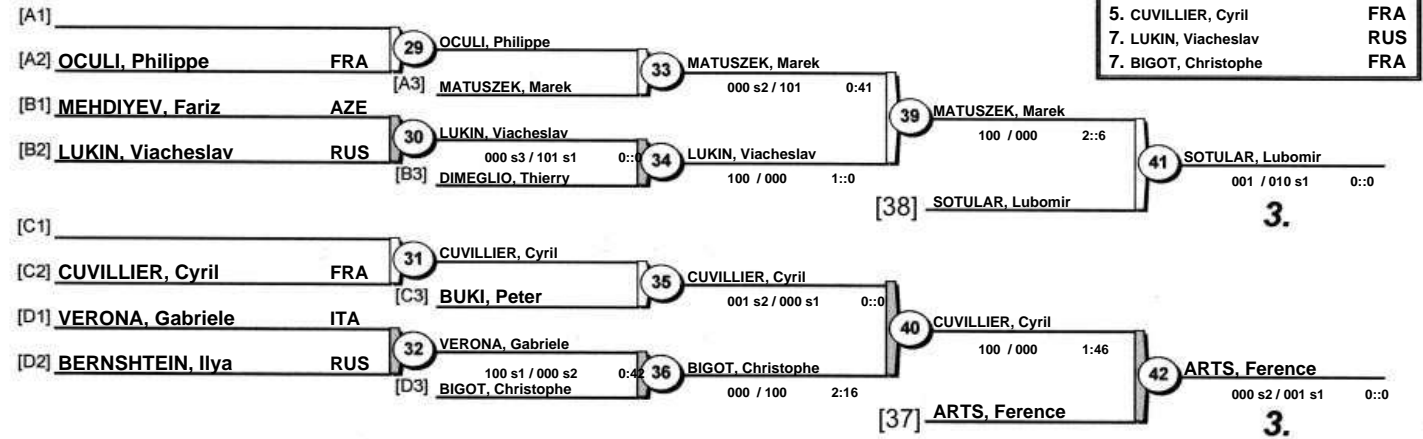 5. CUVILLIER, Cyril FRA
7. LUKIN, Viacheslav RUS
7. BIGOT, Christophe FRA
[A1]
29 OCULI, Philippe
[A2] OCULI, Philippe FRA
33 MATUSZEK, Marek
[A3] MATUSZEK, Marek
000 s2 / 101 0:41
[B1] MEHDIYEV, Fariz AZE
39 MATUSZEK, Marek
30 LUKIN, Viacheslav
100 / 000 2::6
[B2] LUKIN, Viacheslav RUS
000 s3 / 101 s1 0::0
34 LUKIN, Viacheslav
41 SOTULAR, Lubomir
[B3] DIMEGLIO, Thierry
100 / 000 1::0
001 / 010 s1 0::0
[38] SOTULAR, Lubomir
3.
[C1]
31 CUVILLIER, Cyril
[C2] CUVILLIER, Cyril FRA
35 CUVILLIER, Cyril
[C3] BUKI, Peter
001 s2 / 000 s1 0::0
[D1] VERONA, Gabriele ITA
40 CUVILLIER, Cyril
32 VERONA, Gabriele
100 / 000 1:46
[D2] BERNSHTEIN, Ilya RUS
100 s1 / 000 s2 0:42
36 BIGOT, Christophe
42 ARTS, Ference
[D3] BIGOT, Christophe
000 / 100 2:16
000 s2 / 001 s1 0::0
[37] ARTS, Ference
3.